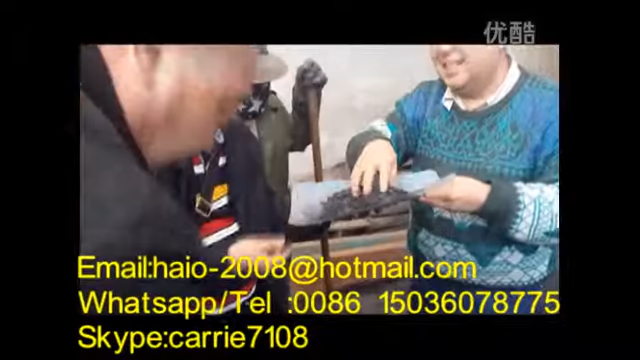 优酷
Email:haio-2008@hotmail.com
Whatsapp/Tel :0086 15036078775
Skype:carrie7108